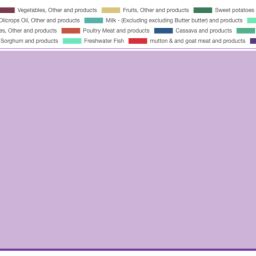 Vegetables, Other and products Fruits, Other and products Sweet potatoes
Oilcrops Oil, Other and products Milk - (Excluding excluding Butter butter) and products
es, Other and products Poultry Meat and products Cassava and products
Sorghum and products Freshwater Fish mutton & and goat meat and products